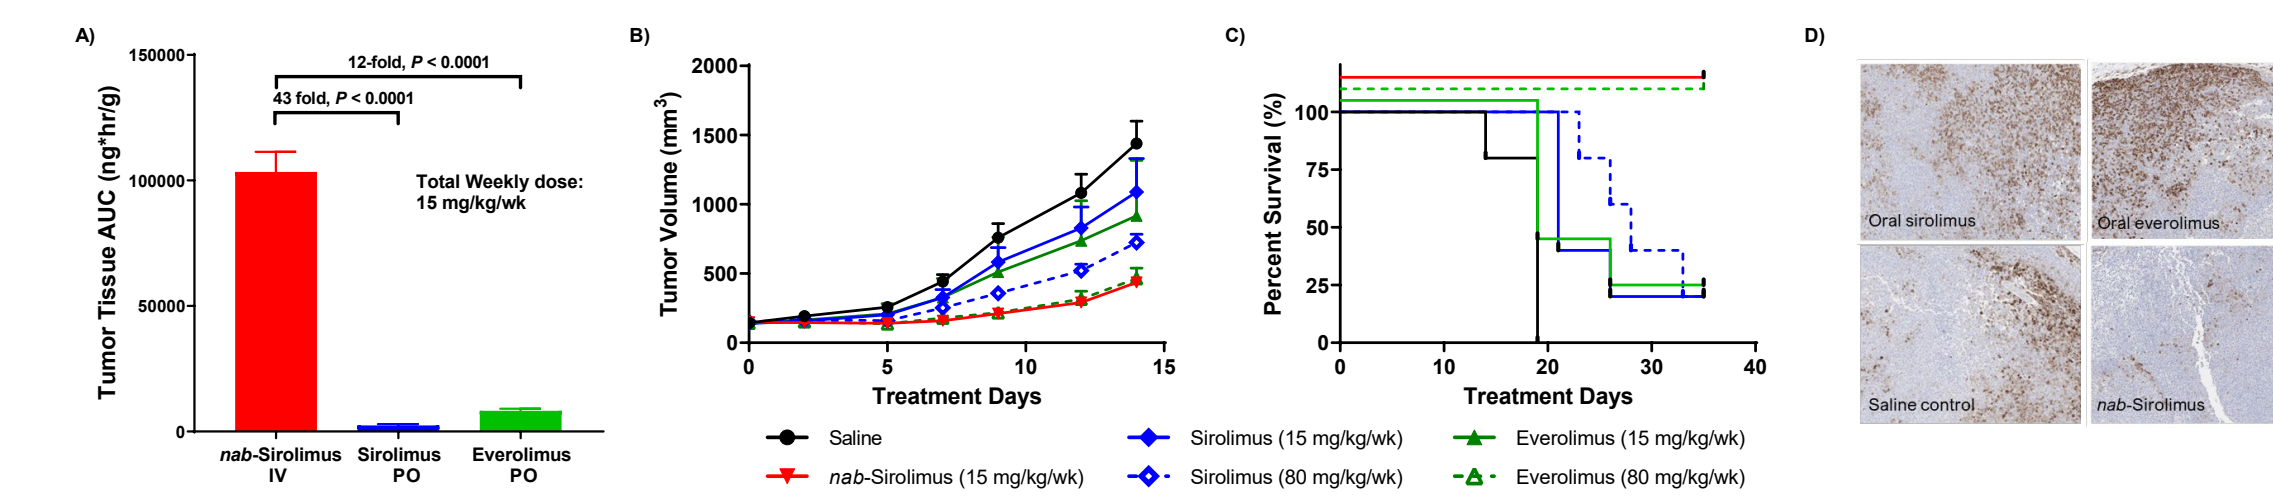 A)
Tumor Tissue AUC (ng*hr/g)
150000
100000
50000
0
12-fold, P < 0.0001
43 fold, P < 0.0001
Total Weekly dose:
15 mg/kg/wk
nab-Sirolimus
IV
Sirolimus
PO
Everolimus
PO
B)
Tumor Volume (mm³)
2000
1500
1000
500
0
0
5
10
15
Treatment Days
C)
Percent Survival (%)
100
75
50
25
0
0
10
20
30
40
Treatment Days
Saline
Sirolimus (15 mg/kg/wk)
Everolimus (15 mg/kg/wk)
nab-Sirolimus (15 mg/kg/wk)
Sirolimus (80 mg/kg/wk)
Everolimus (80 mg/kg/wk)
D)
Oral sirolimus
Oral everolimus
Saline control
nab-Sirolimus